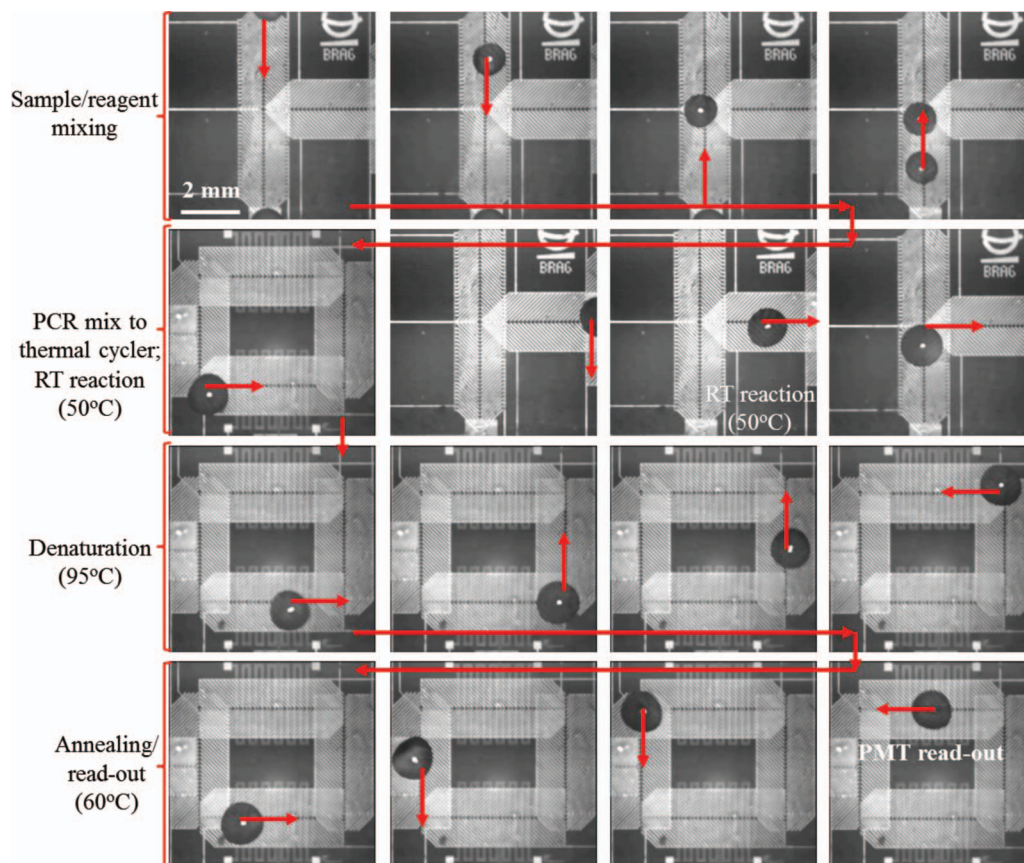 BRAG
BRAG
BRAG
BRAG
Sample/reagent
mixing
2 mm
PCR mix to
thermal cycler;
RT reaction
(50°C)
BRAG
BRAG
BRAG
RT reaction
(50°C)
Denaturation
(95°C)
Annealing/
read-out
(60°C)
PMT read-out